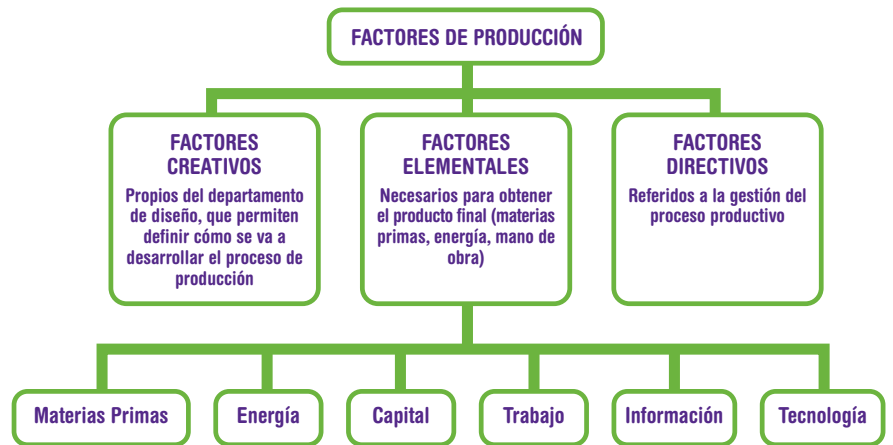 FACTORES DE PRODUCCIÓN
FACTORES
CREATIVOS
Propios del departamento
de diseño, que permiten
definir cómo se va a
desarrollar el proceso de
producción
FACTORES
ELEMENTALES
Necesarios para obtener
el producto final (materias
primas, energía, mano de
obra)
FACTORES
DIRECTIVOS
Referidos a la gestión del
proceso productivo
Materias Primas
Energía
Capital
Trabajo
Información
Tecnología